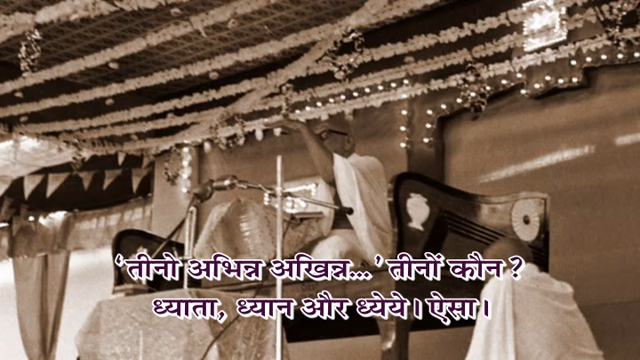 ‘तीनो अभिन्न अखिन्न...’ तीनों कौन ?
ध्याता, ध्यान और ध्येये । ऐसा ।